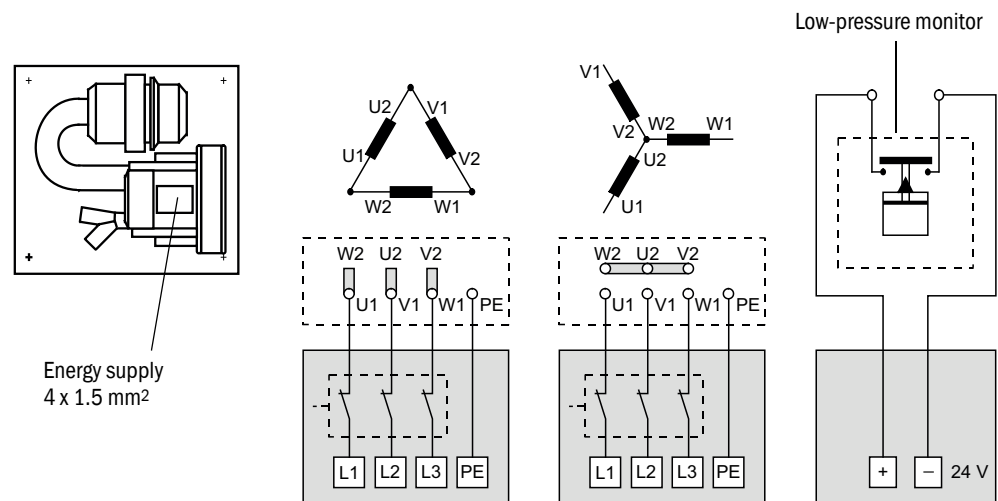 Low-pressure monitor
Energy supply
4 x 1.5 mm²
U2 V1
U1 V2
W2 W1
W2 U2 V2
U1 V1 W1 PE
L1 L2 L3 PE
V1
V2 W2 W1
U2
U1
W2 U2 V2
U1 V1 W1 PE
L1 L2 L3 PE
+ – 24 V